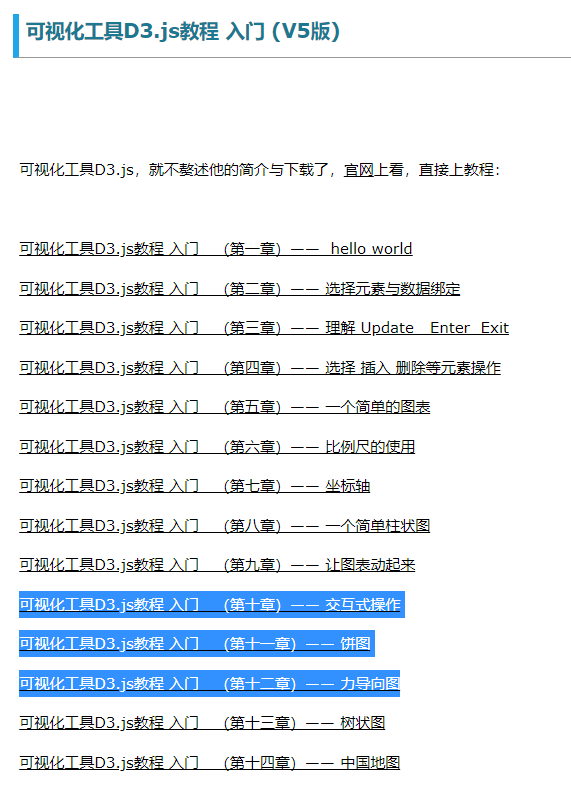 可视化工具D3.js教程 入门 (V5版)
可视化工具D3.js，就不赘述他的简介与下载了，官网上看，直接上教程：
可视化工具D3.js教程 入门 （第一章）—— hello world
可视化工具D3.js教程 入门 （第二章）—— 选择元素与数据绑定
可视化工具D3.js教程 入门 （第三章）—— 理解 Update Enter Exit
可视化工具D3.js教程 入门 （第四章）—— 选择 插入 删除等元素操作
可视化工具D3.js教程 入门 （第五章）—— 一个简单的图表
可视化工具D3.js教程 入门 （第六章）—— 比例尺的使用
可视化工具D3.js教程 入门 （第七章）—— 坐标轴
可视化工具D3.js教程 入门 （第八章）—— 一个简单柱状图
可视化工具D3.js教程 入门 （第九章）—— 让图表动起来
可视化工具D3.js教程 入门 （第十章）—— 交互式操作
可视化工具D3.js教程 入门 （第十一章）—— 饼图
可视化工具D3.js教程 入门 （第十二章）—— 力导向图
可视化工具D3.js教程 入门 （第十三章）—— 树状图
可视化工具D3.js教程 入门 （第十四章）—— 中国地图